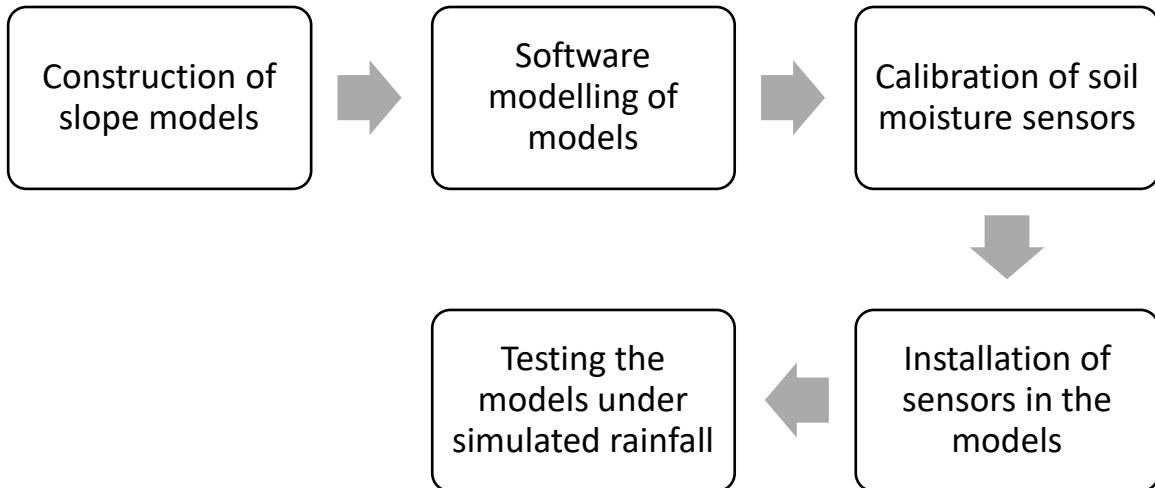 Construction of
slope models
Software
modelling of
models
Calibration of soil
moisture sensors
Installation of
sensors in the
models
Testing the
models under
simulated rainfall